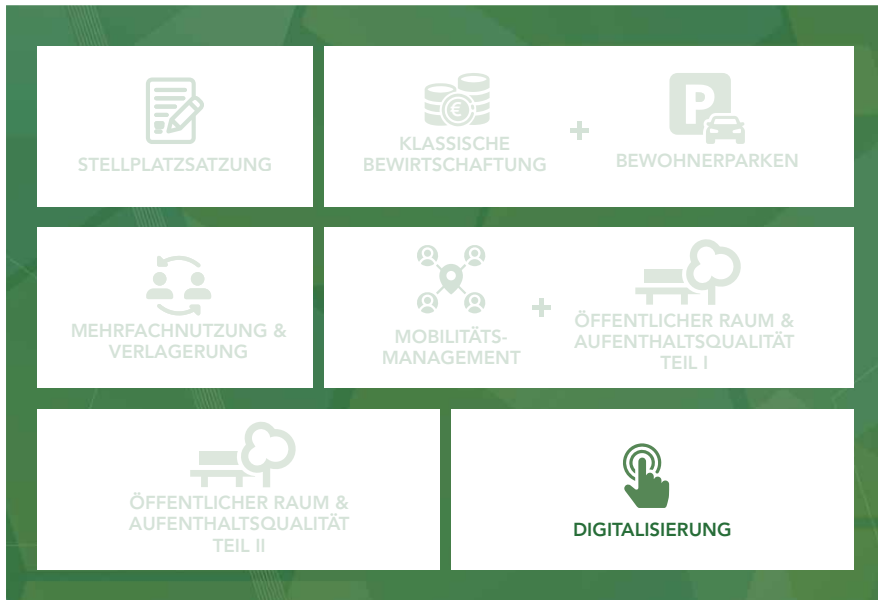 STELLPLATZSATZUNG
€
KLASSISCHE
BEWIRTSCHAFTUNG
+
P
BEWOHNERPARKEN
MEHRFACHNUTZUNG &
VERLAGERUNG
MOBILITÄTS-
MANAGEMENT
+
ÖFFENTLICHER RAUM &
AUFENTHALTSQUALITÄT
TEIL I
ÖFFENTLICHER RAUM &
AUFENTHALTSQUALITÄT
TEIL II
DIGITALISIERUNG